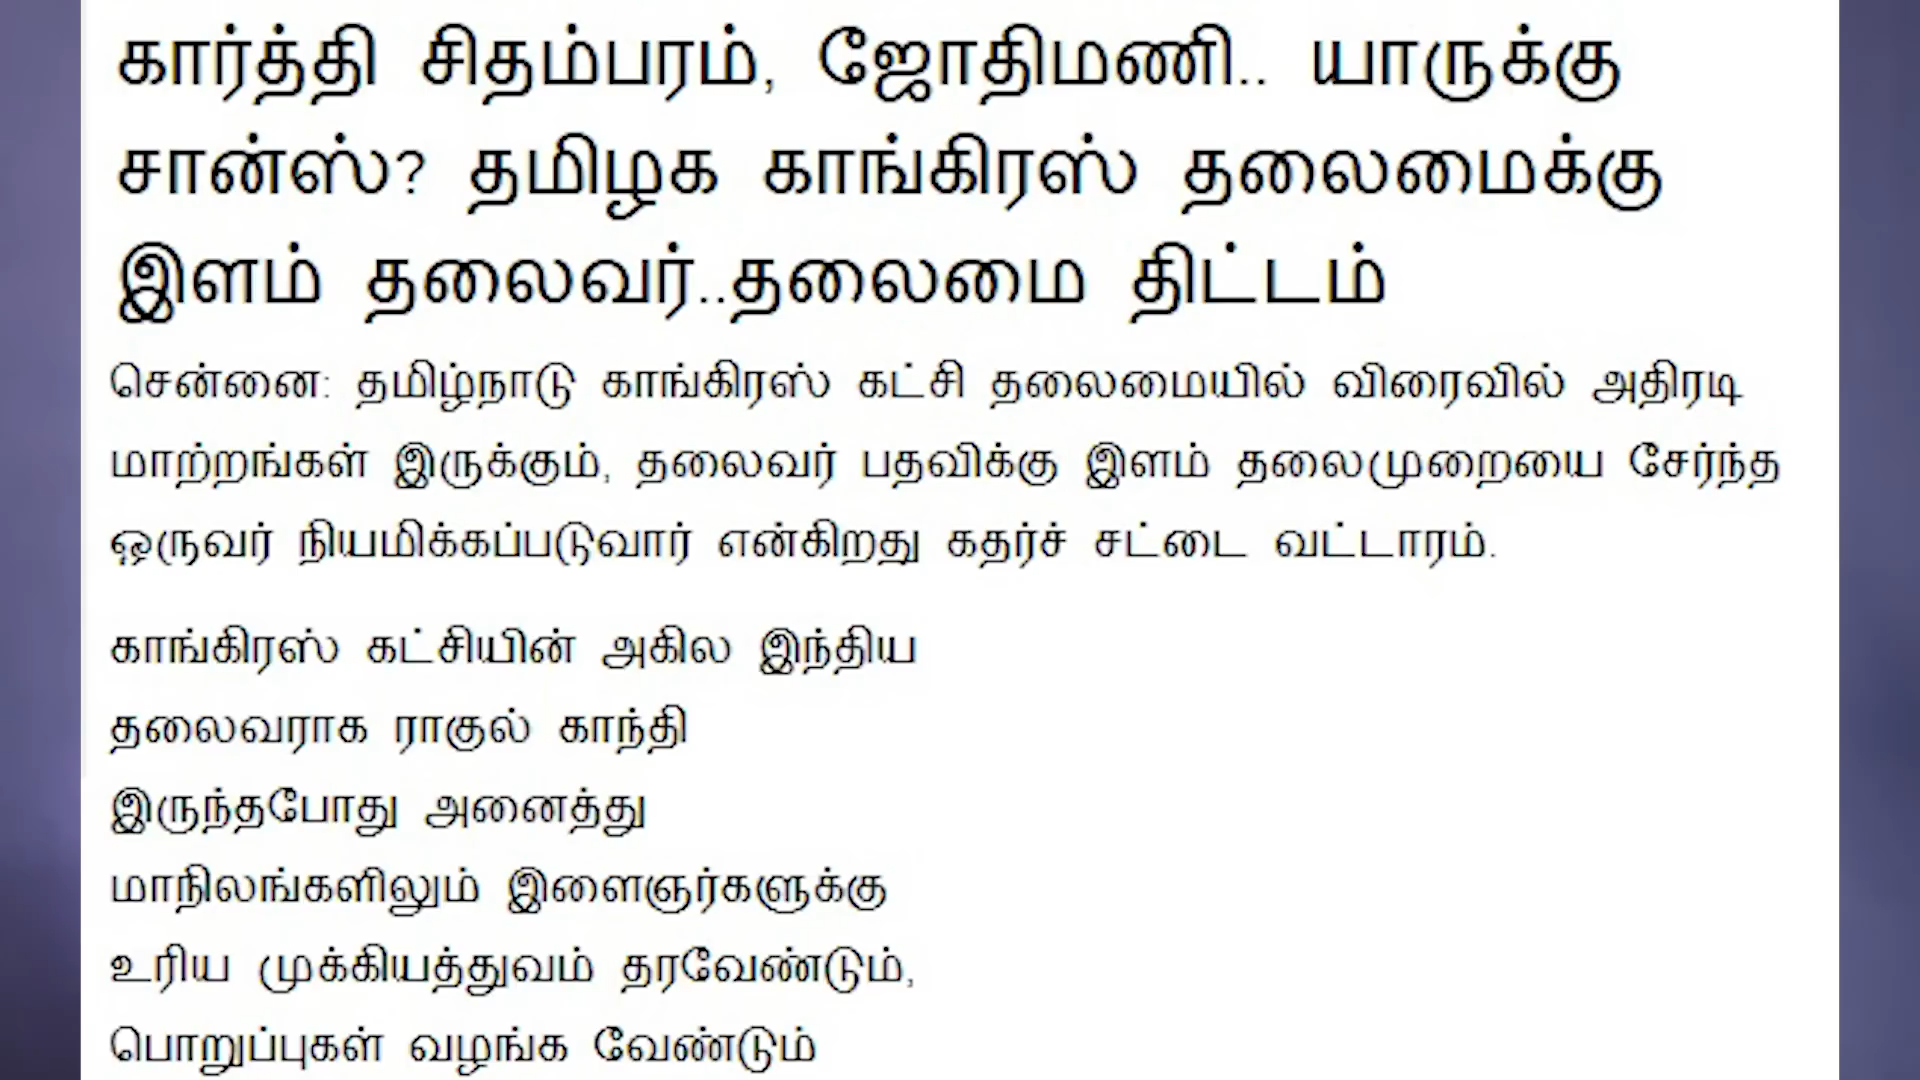 கார்த்தி சிதம்பரம், ஜோதிமணி.. யாருக்கு
சான்ஸ்? தமிழக காங்கிரஸ் தலைமைக்கு
இளம் தலைவர்..தலைமை திட்டம்
சென்னை: தமிழ்நாடு காங்கிரஸ் கட்சி தலைமையில் விரைவில் அதிரடி
மாற்றங்கள் இருக்கும், தலைவர் பதவிக்கு இளம் தலைமுறையை சேர்ந்த
ஒருவர் நியமிக்கப்படுவார் என்கிறது கதர்ச் சட்டை வட்டாரம்.
காங்கிரஸ் கட்சியின் அகில இந்திய
தலைவராக ராகுல் காந்தி
இருந்தபோது அனைத்து
மாநிலங்களிலும் இளைஞர்களுக்கு
உரிய முக்கியத்துவம் தரவேண்டும்,
பொறுப்புகள் வழங்க வேண்டும்